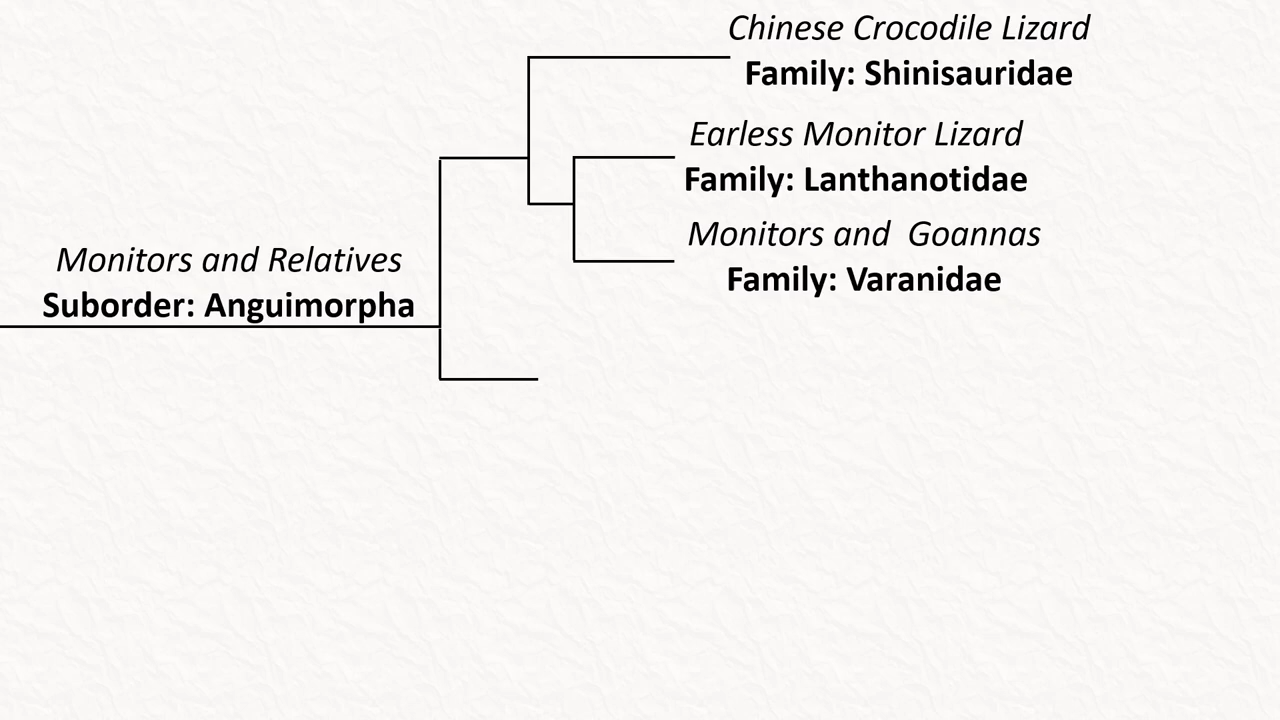 Chinese Crocodile Lizard
Family: Shinisauridae
Earless Monitor Lizard
Family: Lanthanotidae
Monitors and  Goannas
Family: Varanidae
Monitors and Relatives
Suborder: Anguimorpha